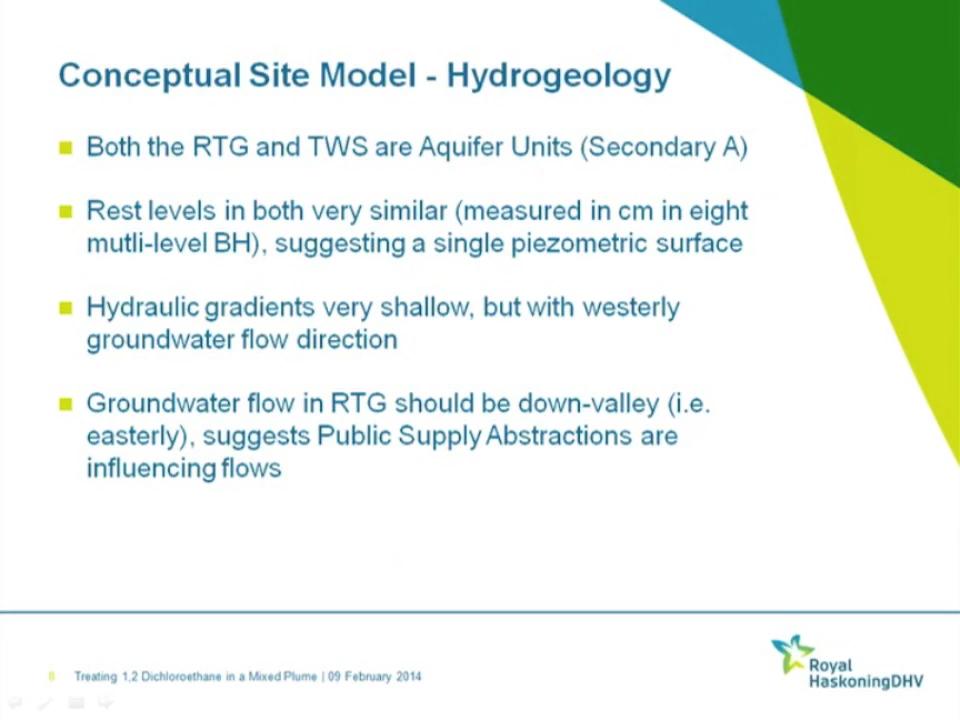 Conceptual Site Model - Hydrogeology
Both the RTG and TWS are Aquifer Units (Secondary A)
Rest levels in both very similar (measured in cm in eight
mutli-level BH), suggesting a single piezometric surface
Hydraulic gradients very shallow, but with westerly
groundwater flow direction
Groundwater flow in RTG should be down-valley (i.e.
easterly), suggests Public Supply Abstractions are
influencing flows
8 Treating 1,2 Dichloroethane in a Mixed Plume | 09 February 2014
Royal
HaskoningDHV